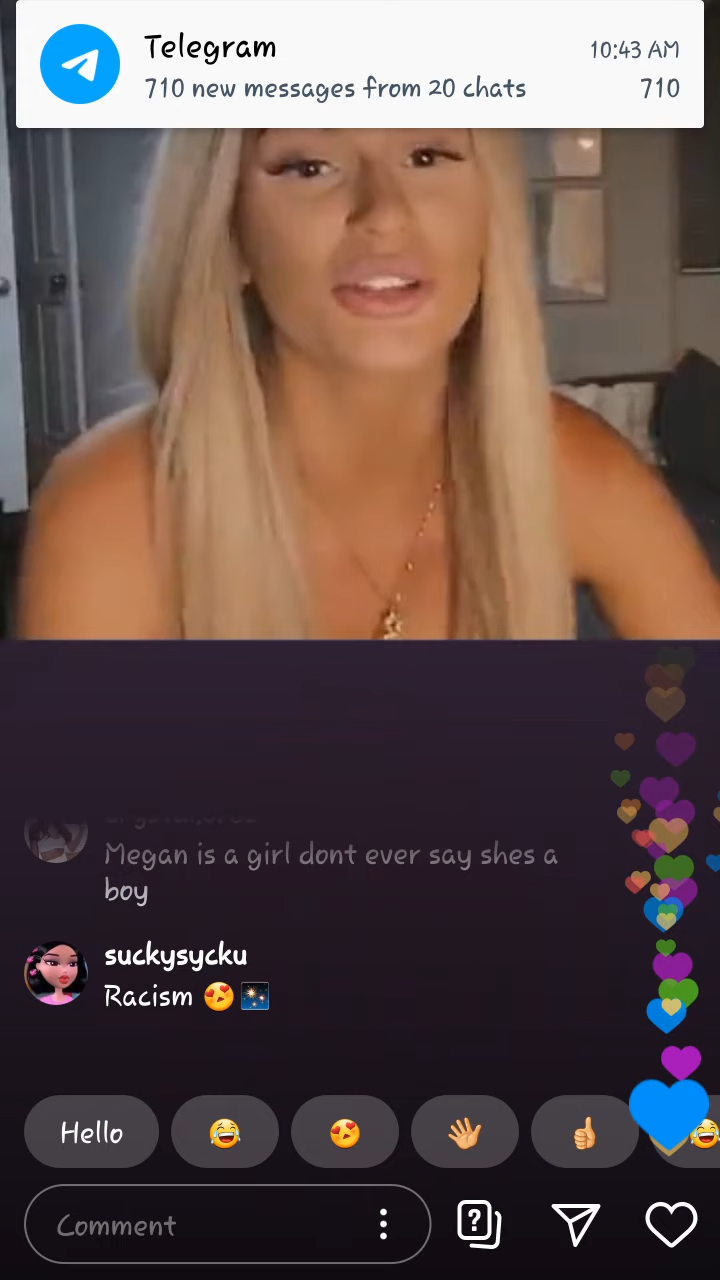 Telegram
10:43 AM
710 new messages from 20 chats
710
Megan is a girl dont ever say shes a
boy
suckysycku
Racism 😍 🎇
Hello
Comment